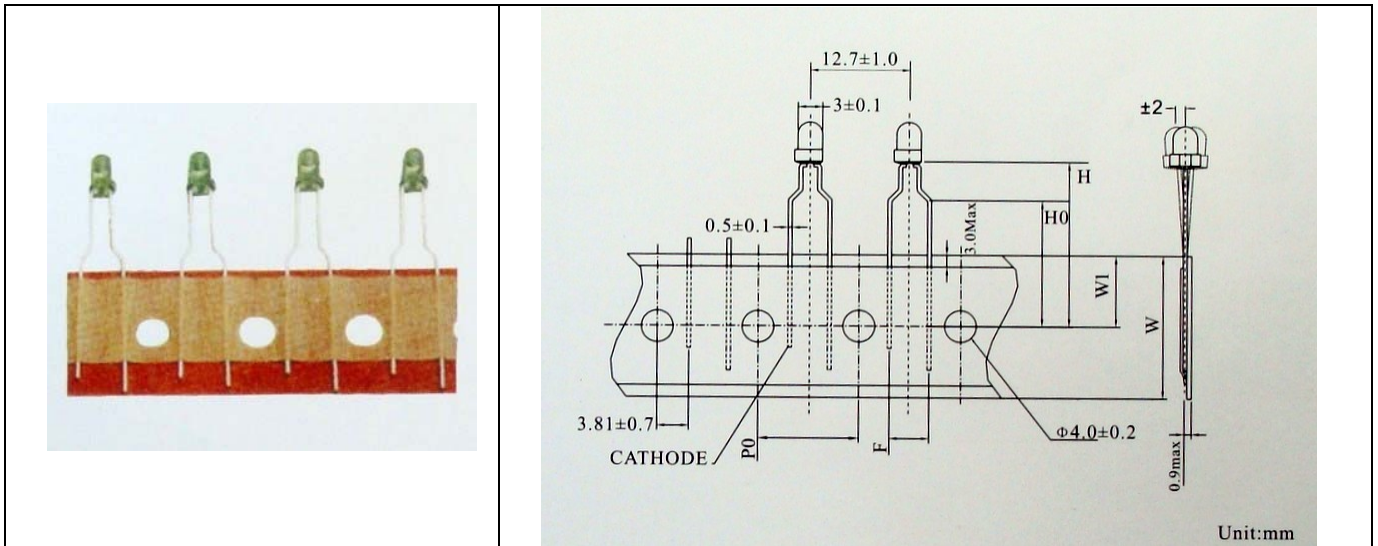 12.7±1.0
3±0.1
±2
H
H0
0.5±0.1
3.0Max
W1
W
3.81±0.7
P0
F
Φ4.0±0.2
CATHODE
0.9max
Unit:mm